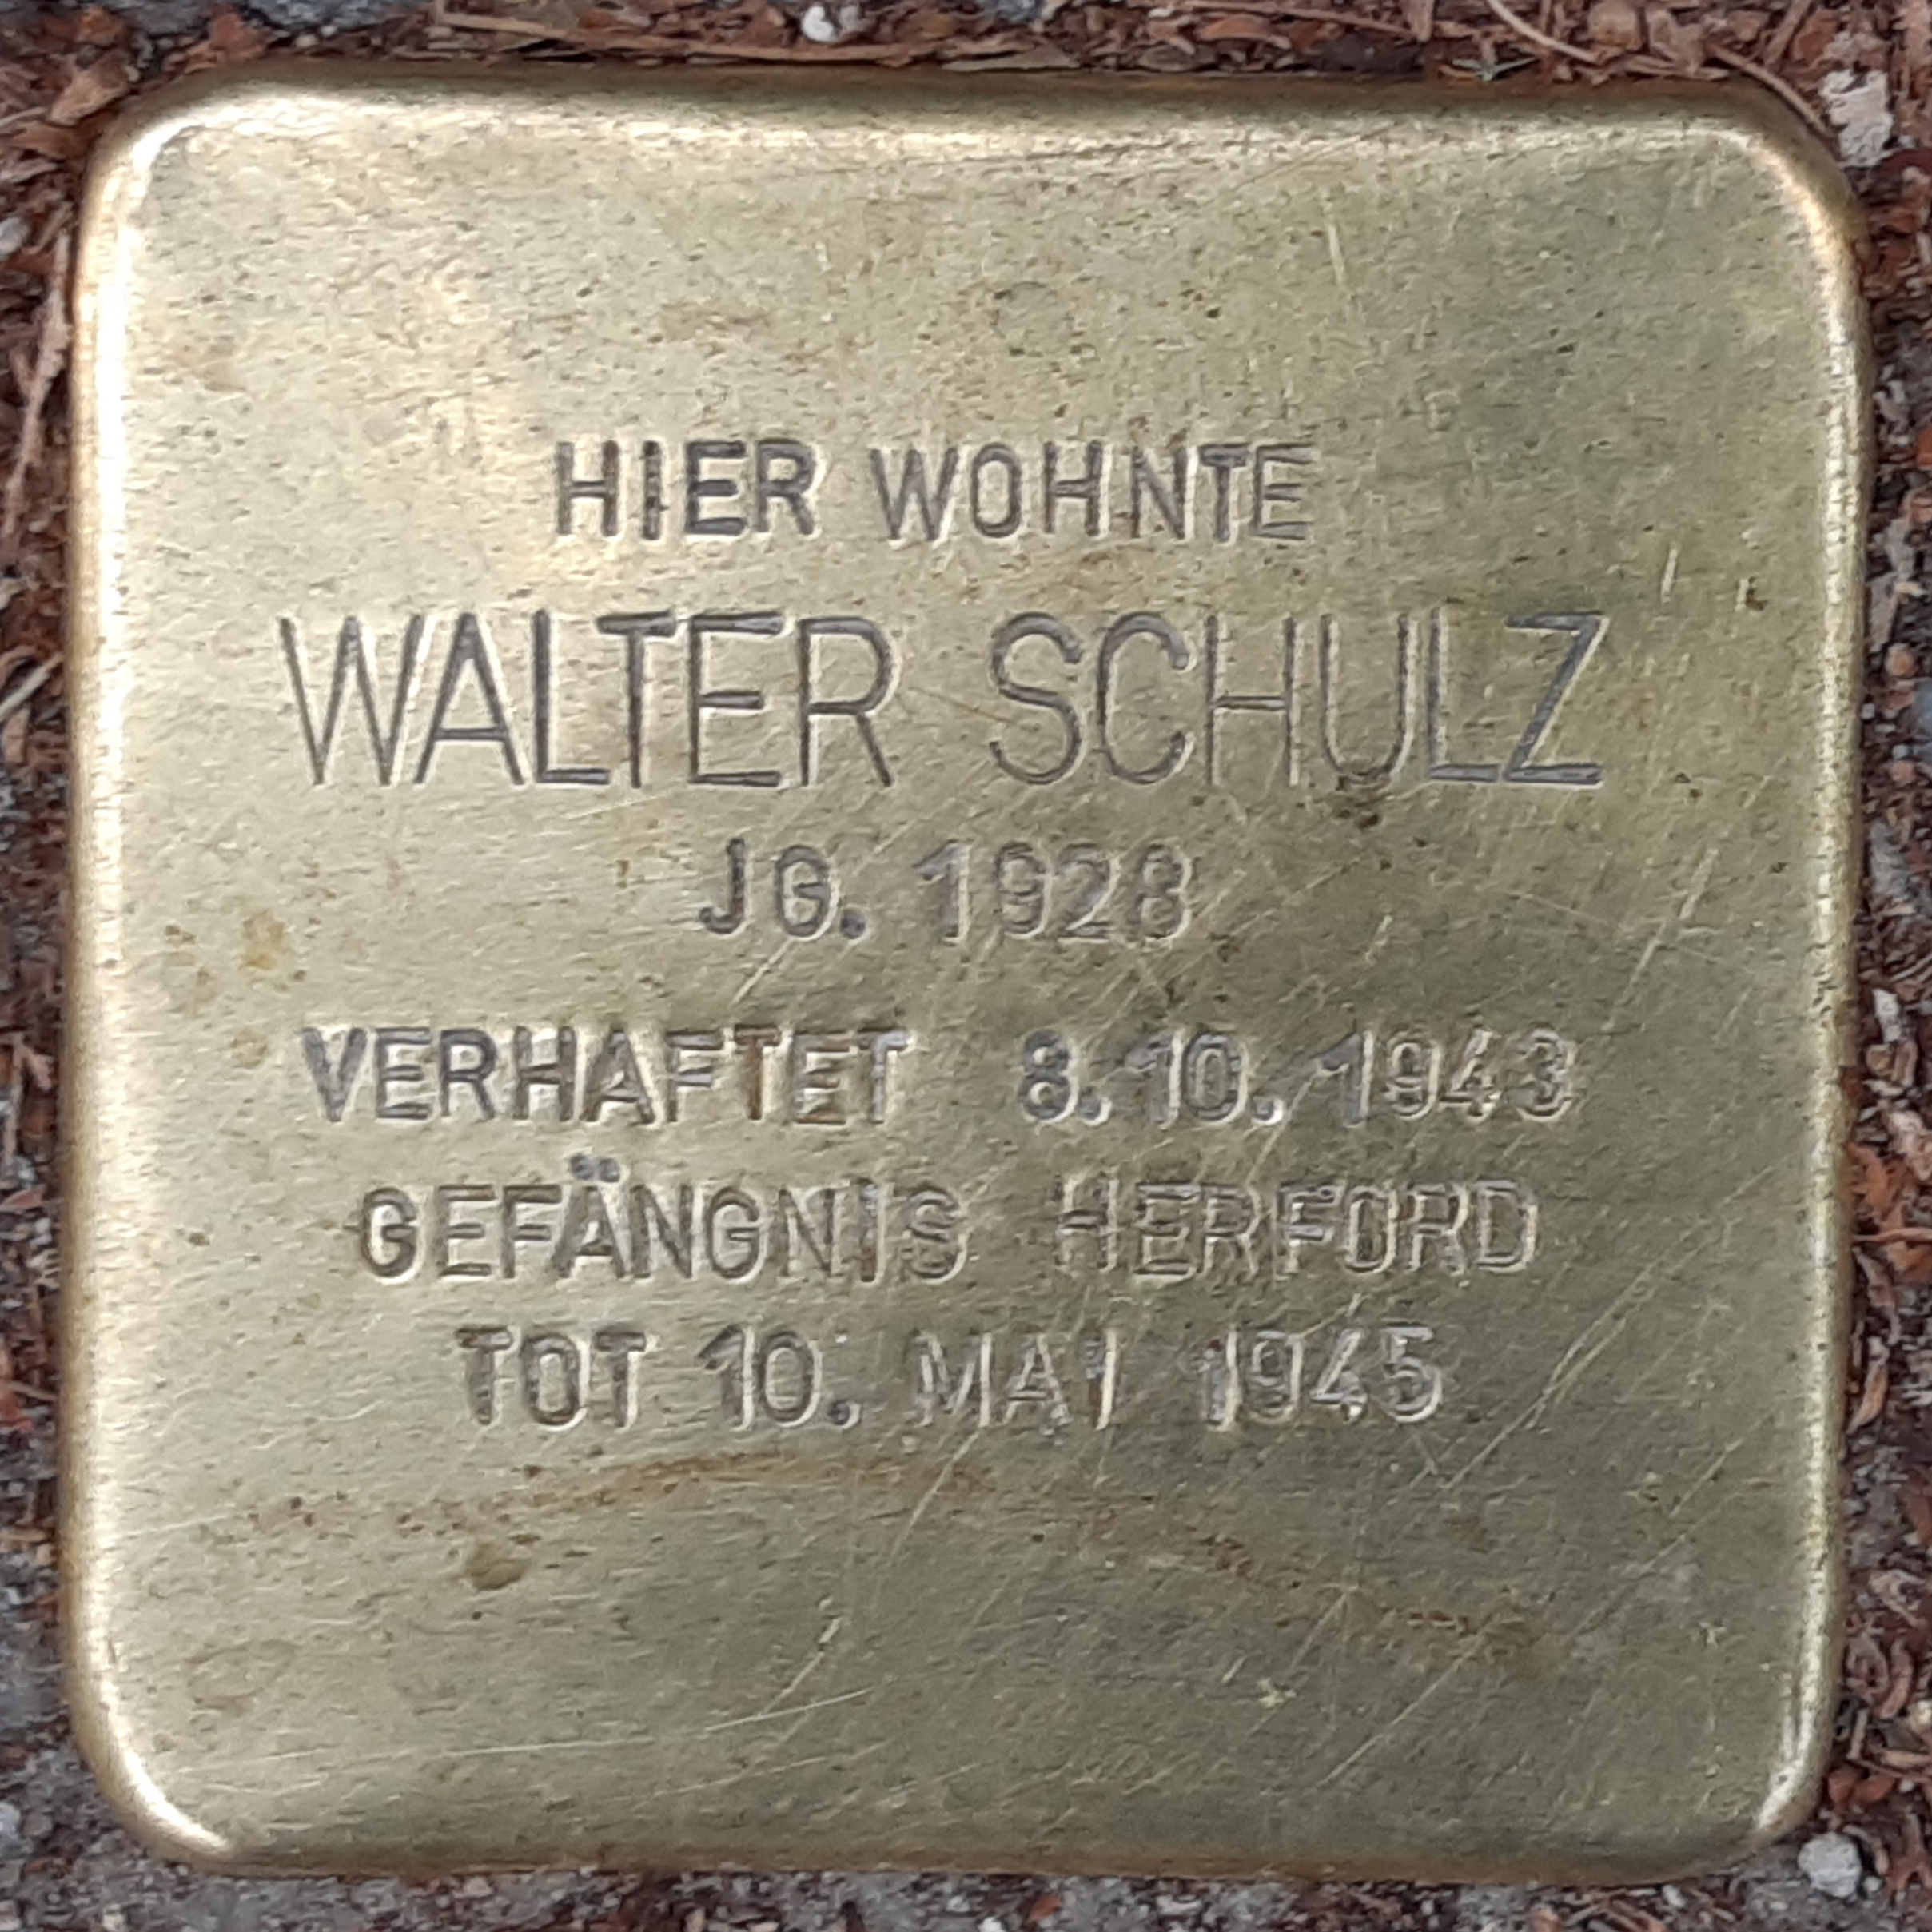 HIER WOHNTE
WALTER SCHULZ
JG. 1928
VERHAFTET 8.10.1943
GEFÄNGNIS HERFORD
TOT 10. MAI 1945